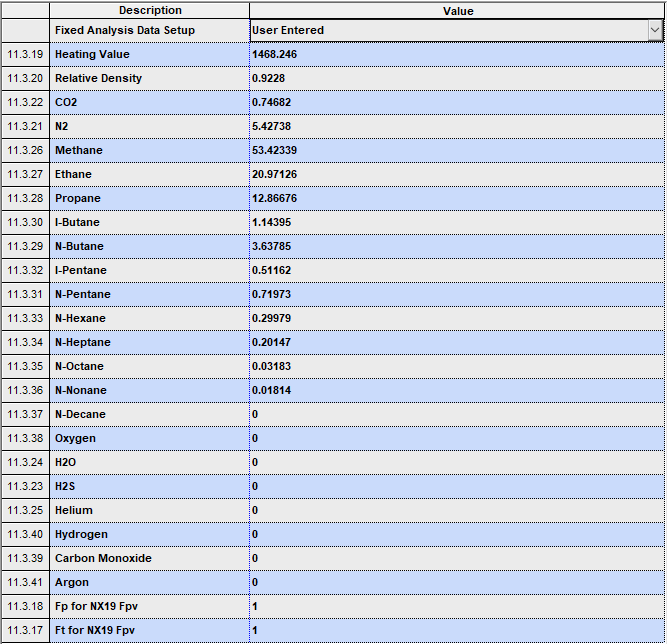 Description Value
Fixed Analysis Data Setup User Entered
11.3.19 Heating Value 1468.246
11.3.20 Relative Density 0.9228
11.3.22 CO2 0.74682
11.3.21 N2 5.42738
11.3.26 Methane 53.42339
11.3.27 Ethane 20.97126
11.3.28 Propane 12.86676
11.3.30 I-Butane 1.14395
11.3.29 N-Butane 3.63785
11.3.32 I-Pentane 0.51162
11.3.31 N-Pentane 0.71973
11.3.33 N-Hexane 0.29979
11.3.34 N-Heptane 0.20147
11.3.35 N-Octane 0.03183
11.3.36 N-Nonane 0.01814
11.3.37 N-Decane 0
11.3.38 Oxygen 0
11.3.24 H2O 0
11.3.23 H2S 0
11.3.25 Helium 0
11.3.40 Hydrogen 0
11.3.39 Carbon Monoxide 0
11.3.41 Argon 0
11.3.18 Fp for NX19 Fpv 1
11.3.17 Ft for NX19 Fpv 1